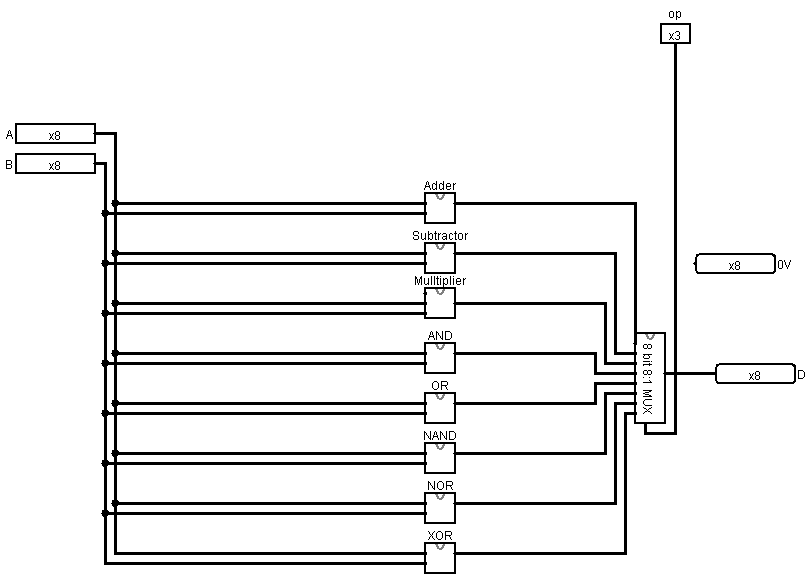 op
x3
A x8
B x8
Adder
Subtractor
x8 0V
Mulltiplier
AND
8 bit 8:1 MUX
x8 D
OR
NAND
NOR
XOR